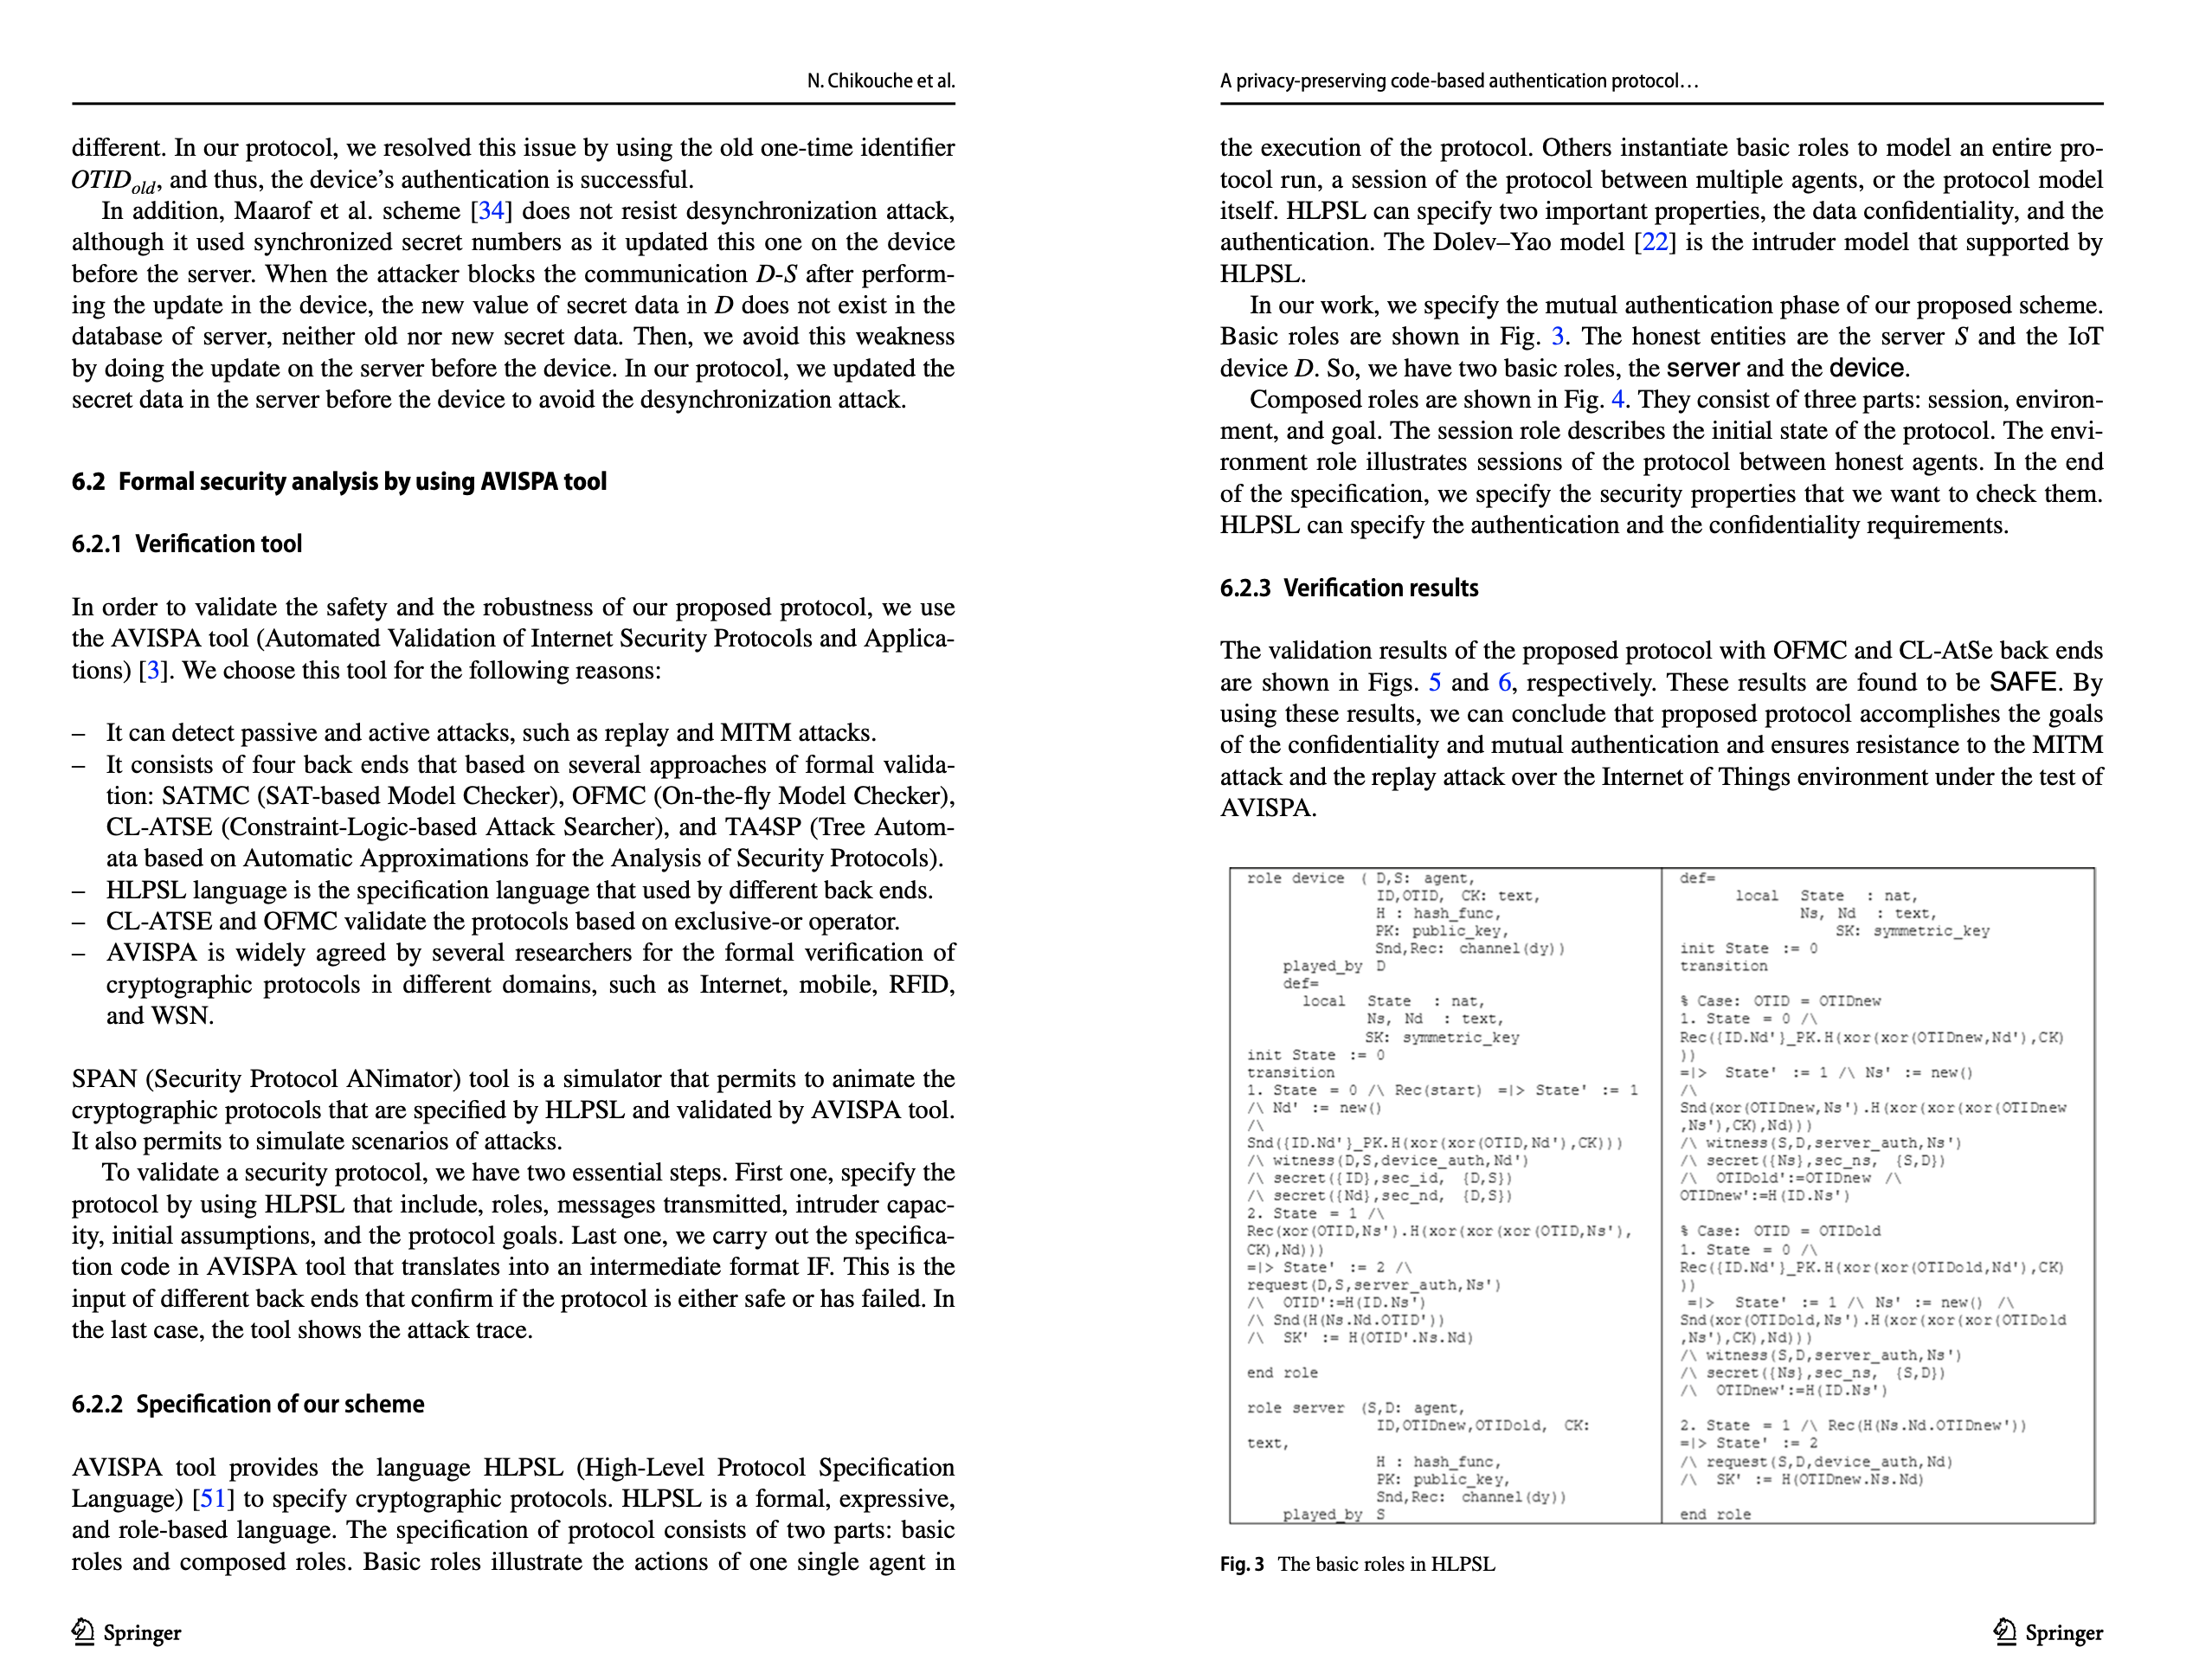 N. Chikouche et al.
different. In our protocol, we resolved this issue by using the old one-time identifier
OTIDold, and thus, the device's authentication is successful.
In addition, Maarof et al. scheme [34] does not resist desynchronization attack,
although it used synchronized secret numbers as it updated this one on the device
before the server. When the attacker blocks the communication D-S after perform-
ing the update in the device, the new value of secret data in D does not exist in the
database of server, neither old nor new secret data. Then, we avoid this weakness
by doing the update on the server before the device. In our protocol, we updated the
secret data in the server before the device to avoid the desynchronization attack.
6.2 Formal security analysis by using AVISPA tool
6.2.1 Verification tool
In order to validate the safety and the robustness of our proposed protocol, we use
the AVISPA tool (Automated Validation of Internet Security Protocols and Applica-
tions) [3]. We choose this tool for the following reasons:
– It can detect passive and active attacks, such as replay and MITM attacks.
– It consists of four back ends that based on several approaches of formal valida-
tion: SATMC (SAT-based Model Checker), OFMC (On-the-fly Model Checker),
CL-ATSE (Constraint-Logic-based Attack Searcher), and TA4SP (Tree Autom-
ata based on Automatic Approximations for the Analysis of Security Protocols).
– HLPSL language is the specification language that used by different back ends.
– CL-ATSE and OFMC validate the protocols based on exclusive-or operator.
– AVISPA is widely agreed by several researchers for the formal verification of
cryptographic protocols in different domains, such as Internet, mobile, RFID,
and WSN.
SPAN (Security Protocol ANimator) tool is a simulator that permits to animate the
cryptographic protocols that are specified by HLPSL and validated by AVISPA tool.
It also permits to simulate scenarios of attacks.
To validate a security protocol, we have two essential steps. First one, specify the
protocol by using HLPSL that include, roles, messages transmitted, intruder capac-
ity, initial assumptions, and the protocol goals. Last one, we carry out the specifica-
tion code in AVISPA tool that translates into an intermediate format IF. This is the
input of different back ends that confirm if the protocol is either safe or has failed. In
the last case, the tool shows the attack trace.
6.2.2 Specification of our scheme
AVISPA tool provides the language HLPSL (High-Level Protocol Specification
Language) [51] to specify cryptographic protocols. HLPSL is a formal, expressive,
and role-based language. The specification of protocol consists of two parts: basic
roles and composed roles. Basic roles illustrate the actions of one single agent in
Springer
A privacy-preserving code-based authentication protocol…
the execution of the protocol. Others instantiate basic roles to model an entire pro-
tocol run, a session of the protocol between multiple agents, or the protocol model
itself. HLPSL can specify two important properties, the data confidentiality, and the
authentication. The Dolev–Yao model [22] is the intruder model that supported by
HLPSL.
In our work, we specify the mutual authentication phase of our proposed scheme.
Basic roles are shown in Fig. 3. The honest entities are the server S and the IoT
device D. So, we have two basic roles, the server and the device.
Composed roles are shown in Fig. 4. They consist of three parts: session, environ-
ment, and goal. The session role describes the initial state of the protocol. The envi-
ronment role illustrates sessions of the protocol between honest agents. In the end
of the specification, we specify the security properties that we want to check them.
HLPSL can specify the authentication and the confidentiality requirements.
6.2.3 Verification results
The validation results of the proposed protocol with OFMC and CL-AtSe back ends
are shown in Figs. 5 and 6, respectively. These results are found to be SAFE. By
using these results, we can conclude that proposed protocol accomplishes the goals
of the confidentiality and mutual authentication and ensures resistance to the MITM
attack and the replay attack over the Internet of Things environment under the test of
AVISPA.
role device ( D,S: agent,
ID,OTID, CK: text,
H : hash_func,
PK: public_key,
Snd,Rec: channel(dy))
played_by D
def=
local State : nat,
Ns, Nd : text,
SK: symmetric_key
init State := 0
transition
1. State = 0 /\ Rec(start) =|> State' := 1
/\ Nd' := new()
/\
Snd({ID.Nd'}_PK.H(xor(xor(OTID,Nd'),CK)))
/\ witness(D,S,device_auth,Nd')
/\ secret({ID},sec_id, {D,S})
/\ secret({Nd},sec_nd, {D,S})
2. State = 1 /\
Rec(xor(OTID,Ns').H(xor(xor(xor(OTID,Ns'),
CK),Nd)))
=|> State' := 2 /\
request(D,S,server_auth,Ns')
/\ OTID':=H(ID.Ns')
/\ Snd(H(Ns.Nd.OTID'))
/\ SK' := H(OTID'.Ns.Nd)
end role
role server (S,D: agent,
ID,OTIDnew,OTIDold, CK:
text,
H : hash_func,
PK: public_key,
Snd,Rec: channel(dy))
played_by S
def=
local State : nat,
Ns, Nd : text,
SK: symmetric_key
init State := 0
transition
% Case: OTID = OTIDnew
1. State = 0 /\
Rec({ID.Nd'}_PK.H(xor(xor(OTIDnew,Nd'),CK)
))
=|> State' := 1 /\ Ns' := new()
/\
Snd(xor(OTIDnew,Ns').H(xor(xor(xor(OTIDnew
,Ns'),CK),Nd)))
/\ witness(S,D,server_auth,Ns')
/\ secret({Ns},sec_ns, {S,D})
/\ OTIDold':=OTIDnew /\
OTIDnew':=H(ID.Ns')
% Case: OTID = OTIDold
1. State = 0 /\
Rec({ID.Nd'}_PK.H(xor(xor(OTIDold,Nd'),CK)
))
=|> State' := 1 /\ Ns' := new() /\
Snd(xor(OTIDold,Ns').H(xor(xor(xor(OTIDold
,Ns'),CK),Nd)))
/\ witness(S,D,server_auth,Ns')
/\ secret({Ns},sec_ns, {S,D})
/\ OTIDnew':=H(ID.Ns')
2. State = 1 /\ Rec(H(Ns.Nd.OTIDnew'))
=|> State' := 2
/\ request(S,D,device_auth,Nd)
/\ SK' := H(OTIDnew.Ns.Nd)
end role
Fig. 3 The basic roles in HLPSL
Springer